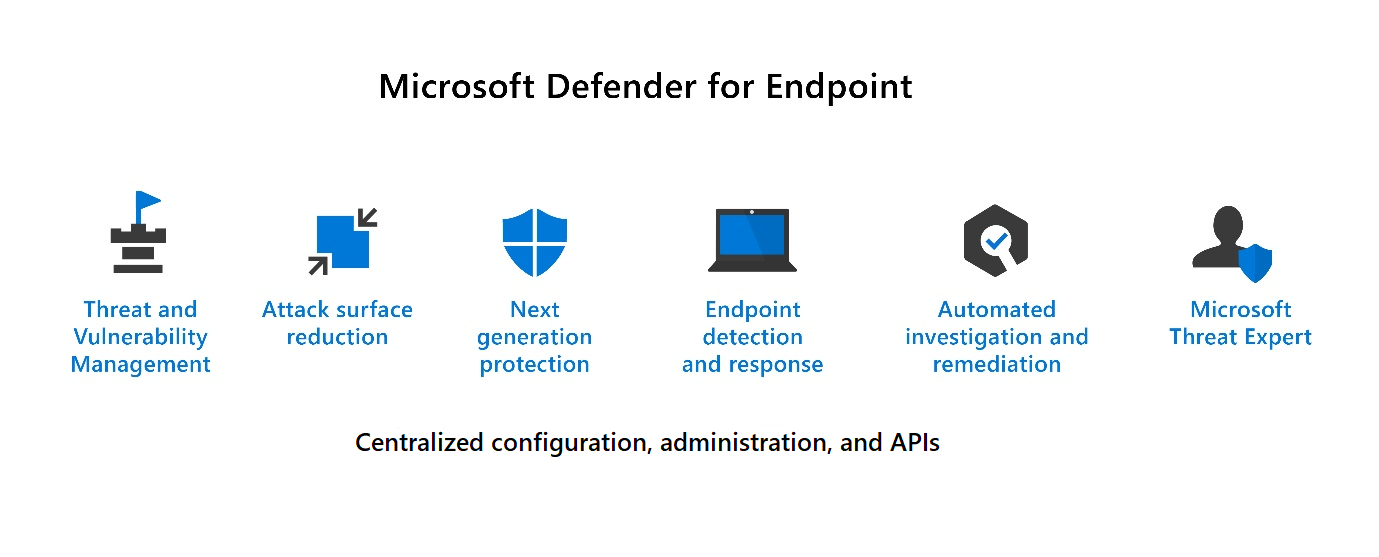 Microsoft Defender for Endpoint
Threat and
Vulnerability
Management
Attack surface
reduction
Next
generation
protection
Endpoint
detection
and response
Automated
investigation and
remediation
Microsoft
Threat Expert
Centralized configuration, administration, and APIs